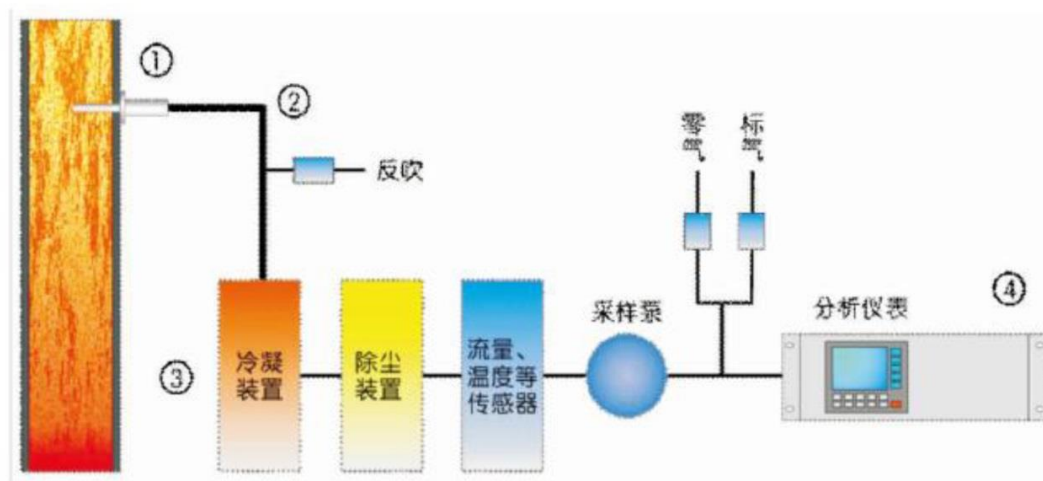 ①
②
反吹
零气
标气
③
冷凝
装置
除尘
装置
流量、
温度等
传感器
采样泵
分析仪表
④